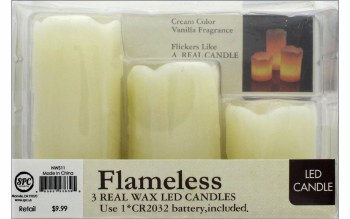 Cream Color
Vanilla Fragrance
Flickers Like
A REAL CANDLE
Flameless
3 REAL WAX LED CANDLES
Use 1*CR2032 battery,included.
LED
CANDLE
Made in China
SPC
Retail $9.99